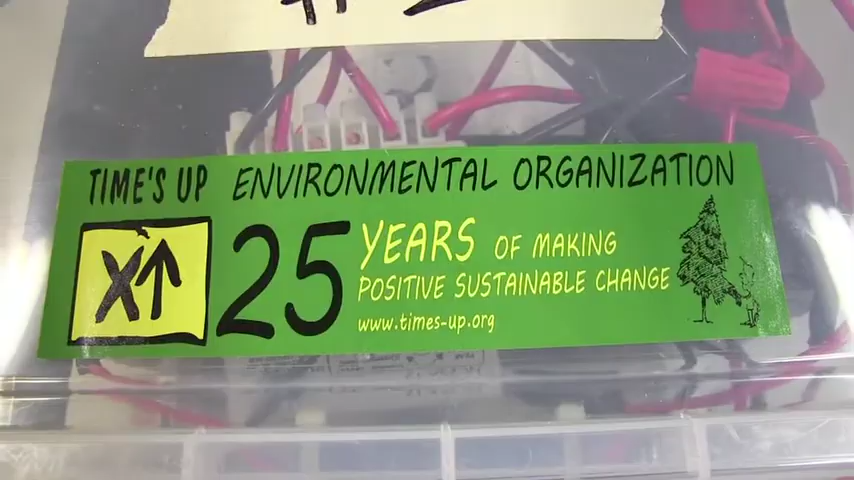 TIME'S UP ENVIRONMENTAL ORGANIZATION
X↑
25 YEARS OF MAKING
POSITIVE SUSTAINABLE CHANGE
www.times-up.org